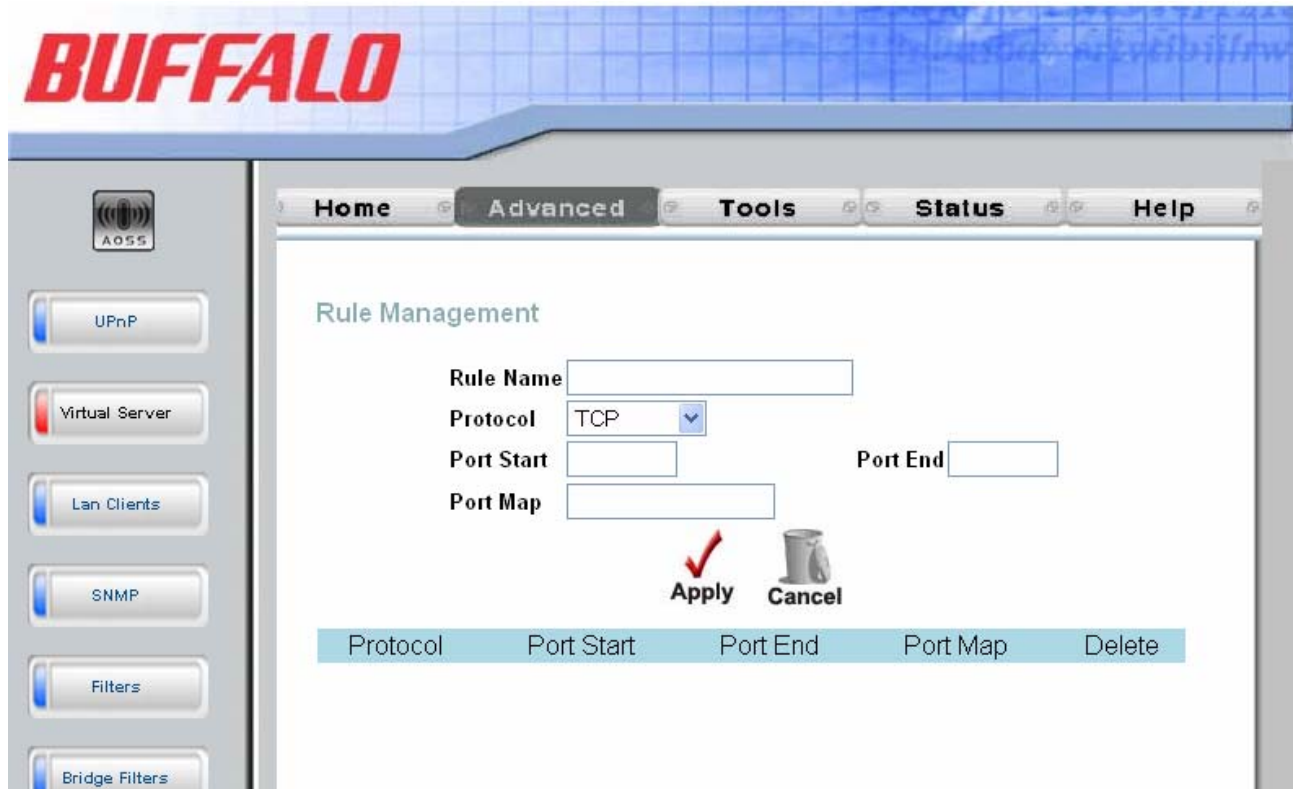 BUFFALO
AOSS
Home Advanced Tools Status Help
UPnP
Virtual Server
Lan Clients
SNMP
Filters
Bridge Filters
Rule Management
Rule Name
Protocol TCP
Port Start Port End
Port Map
Apply Cancel
Protocol Port Start Port End Port Map Delete